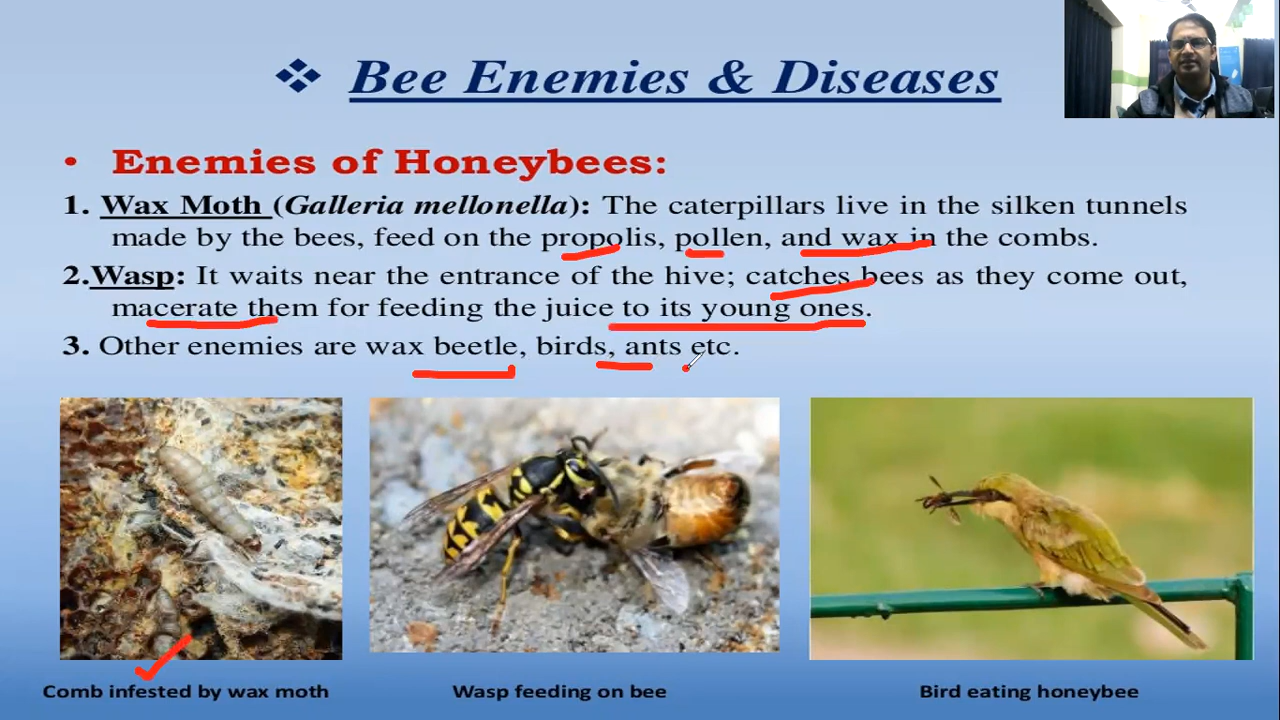 ❖ Bee Enemies & Diseases
• Enemies of Honeybees:
1. Wax Moth (Galleria mellonella): The caterpillars live in the silken tunnels
made by the bees, feed on the propolis, pollen, and wax in the combs.
2.Wasp: It waits near the entrance of the hive; catches bees as they come out,
macerate them for feeding the juice to its young ones.
3. Other enemies are wax beetle, birds, ants etc.
Comb infested by wax moth
Wasp feeding on bee
Bird eating honeybee